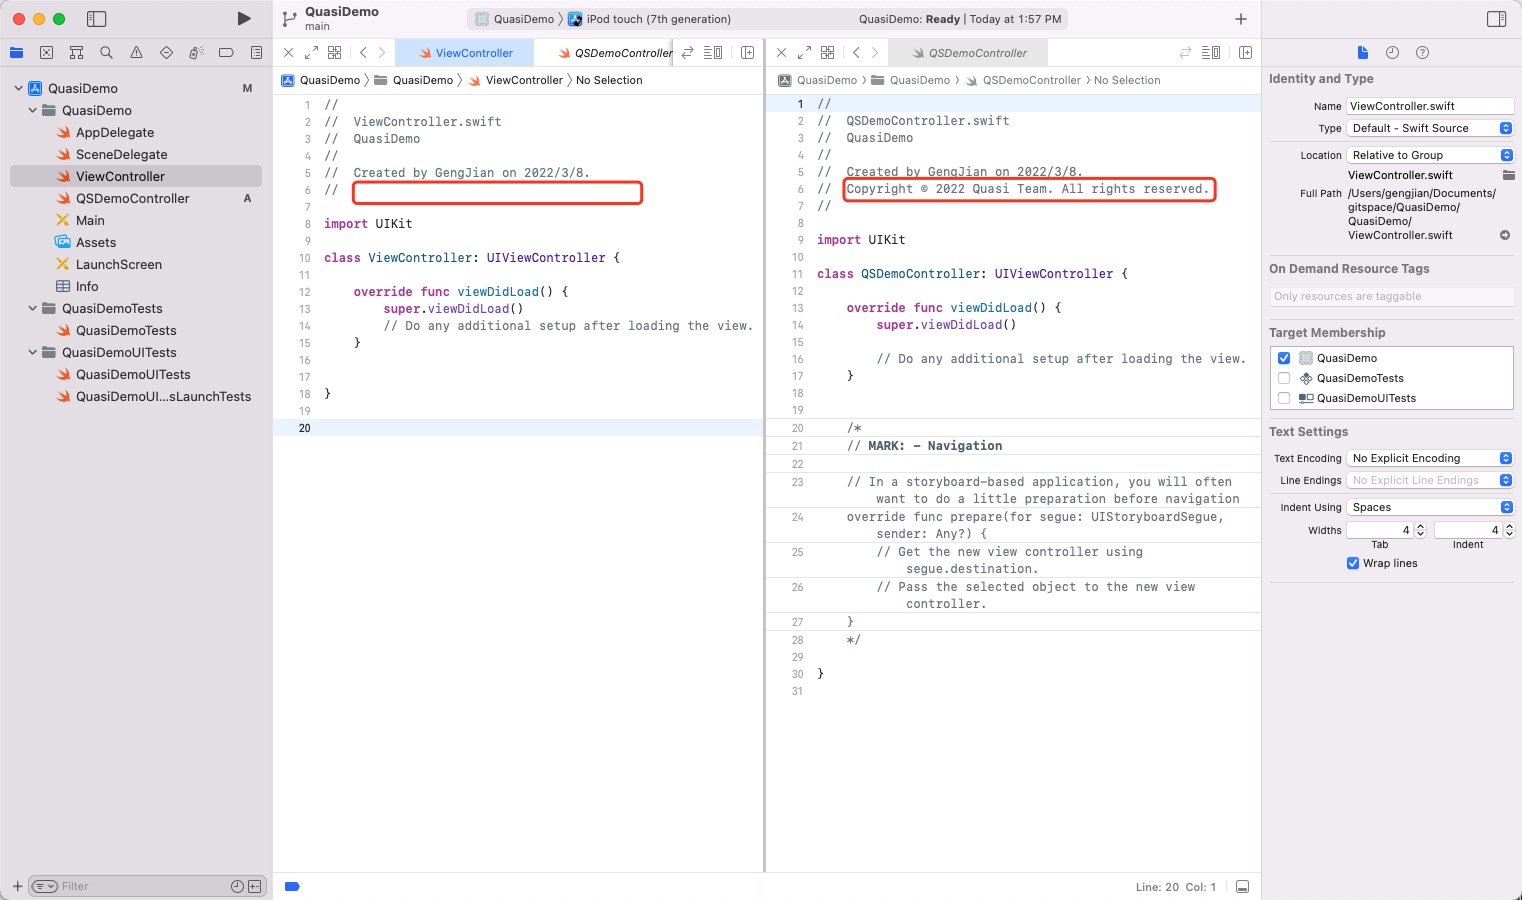 QuasiDemo
main
QuasiDemo
iPod touch (7th generation)
QuasiDemo: Ready | Today at 1:57 PM
QuasiDemo
M
QuasiDemo
AppDelegate
SceneDelegate
ViewController
QSDemoController
A
Main
Assets
LaunchScreen
Info
QuasiDemoTests
QuasiDemoTests
QuasiDemoUITests
QuasiDemoUITests
QuasiDemoUI...sLaunchTests
Filter
ViewController
QSDemoController
QuasiDemo
QuasiDemo
ViewController
No Selection
1 //
2 //  ViewController.swift
3 //  QuasiDemo
4 //
5 //  Created by GengJian on 2022/3/8.
6 //
7
8 import UIKit
9
10 class ViewController: UIViewController {
11
12     override func viewDidLoad() {
13         super.viewDidLoad()
14         // Do any additional setup after loading the view.
15     }
16
17
18 }
19
20
QSDemoController
QuasiDemo
QuasiDemo
QSDemoController
No Selection
1 //
2 //  QSDemoController.swift
3 //  QuasiDemo
4 //
5 //  Created by GengJian on 2022/3/8.
6 //  Copyright © 2022 Quasi Team. All rights reserved.
7 //
8
9 import UIKit
10
11 class QSDemoController: UIViewController {
12
13     override func viewDidLoad() {
14         super.viewDidLoad()
15
16         // Do any additional setup after loading the view.
17     }
18
19
20     /*
21     // MARK: - Navigation
22
23     // In a storyboard-based application, you will often
want to do a little preparation before navigation
24     override func prepare(for segue: UIStoryboardSegue,
sender: Any?) {
25         // Get the new view controller using
segue.destination.
26         // Pass the selected object to the new view
controller.
27     }
28     */
29
30 }
31
Line: 20 Col: 1
Identity and Type
Name ViewController.swift
Type Default - Swift Source
Location Relative to Group
ViewController.swift
Full Path /Users/gengjian/Documents/
gitspace/QuasiDemo/
QuasiDemo/
ViewController.swift
On Demand Resource Tags
Only resources are taggable
Target Membership
QuasiDemo
QuasiDemoTests
QuasiDemoUITests
Text Settings
Text Encoding No Explicit Encoding
Line Endings No Explicit Line Endings
Indent Using Spaces
Widths 4 4
Tab Indent
Wrap lines